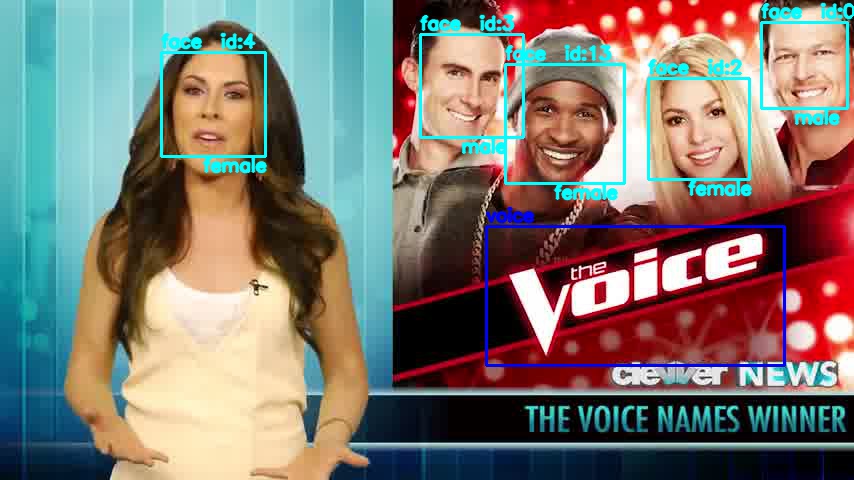 face id:4
female
face id:3
male
face id:13
female
face id:2
female
face id:0
male
voice
the
Voice
clevver NEWS
THE VOICE NAMES WINNER